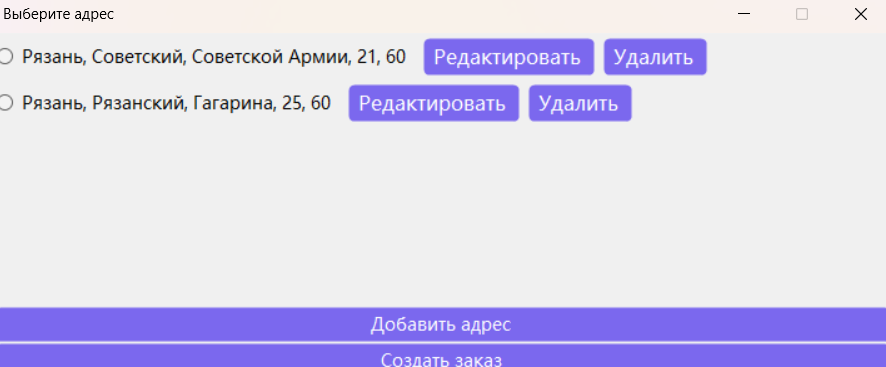 Выберите адрес
Рязань, Советский, Советской Армии, 21, 60 Редактировать Удалить
Рязань, Рязанский, Гагарина, 25, 60 Редактировать Удалить
Добавить адрес
Создать заказ